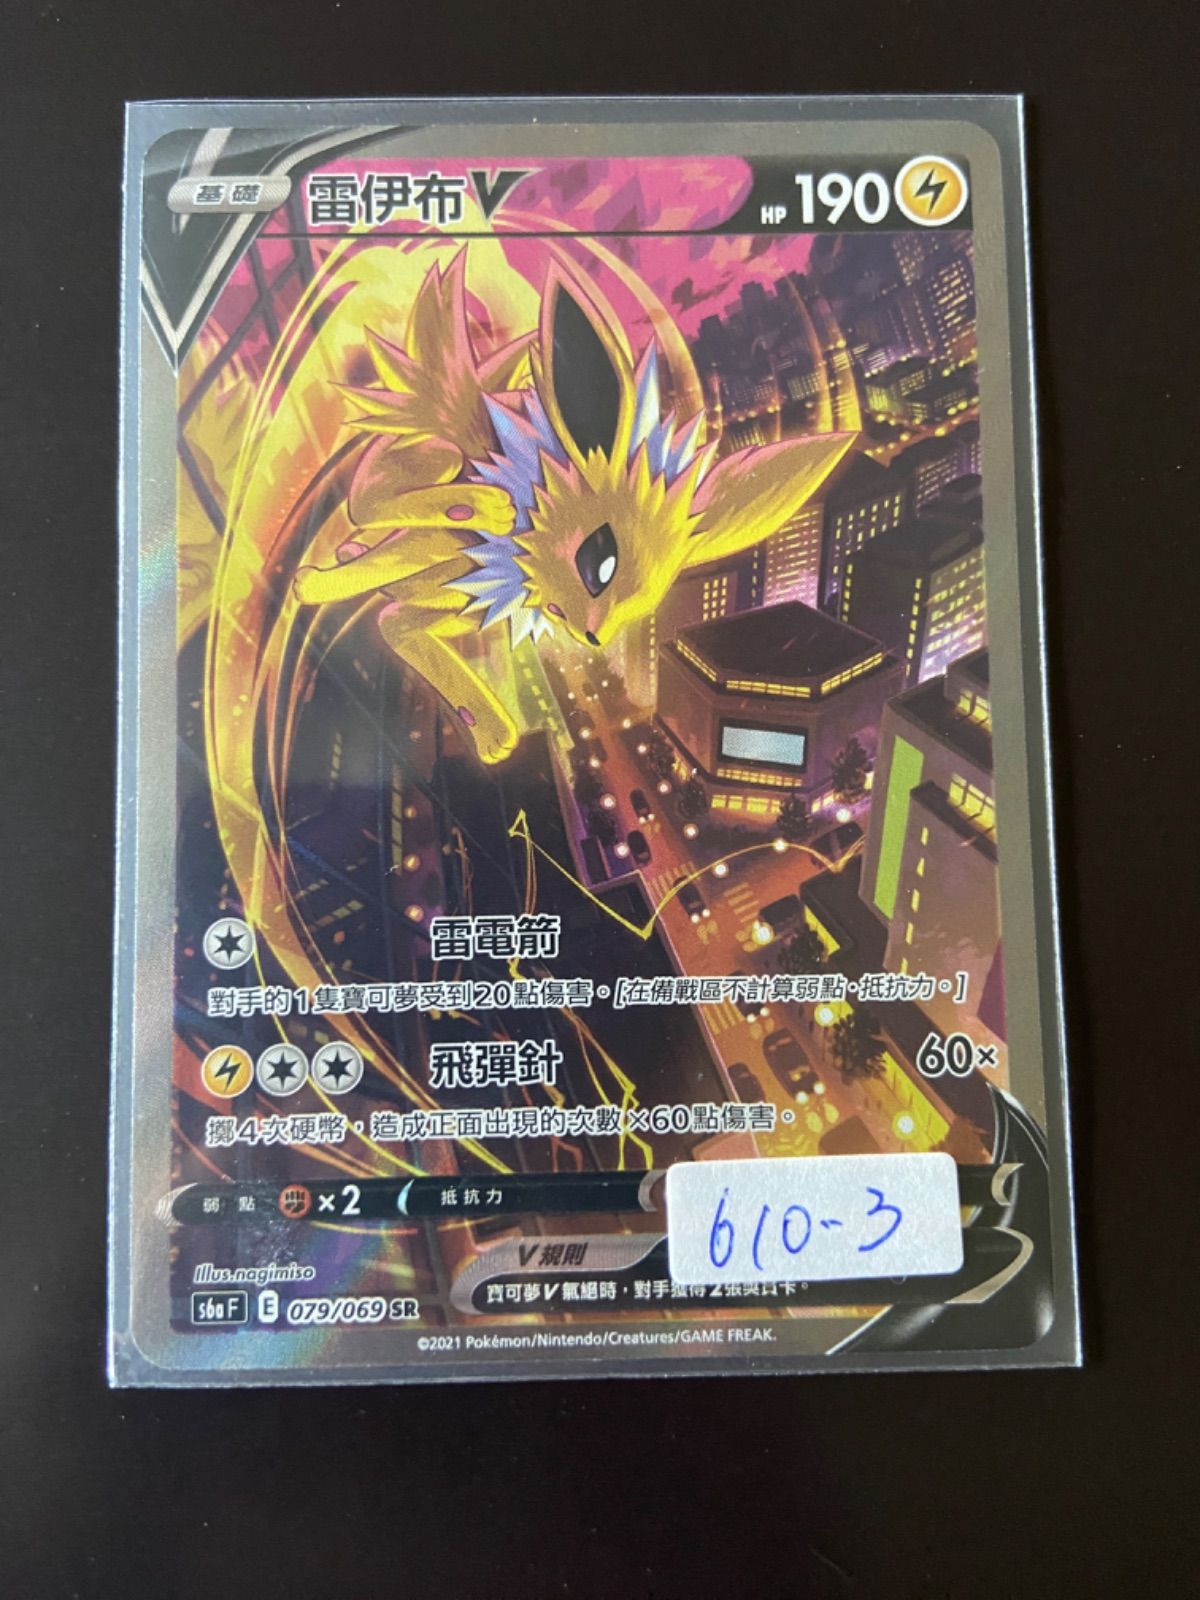 基礎 雷伊布V HP 190
雷電箭
對手的1隻寶可夢受到20點傷害。[在備戰區不計算弱點·抵抗力。]
飛彈針 60×
擲4次硬幣，造成正面出現的次數×60點傷害。
弱點 ×2 抵抗力
610-3
V規則
寶可夢V氣絕時，對手獲得2張獎賞卡。
Illus.nagimiso
s6a F E 079/069 SR
©2021 Pokémon/Nintendo/Creatures/GAME FREAK.